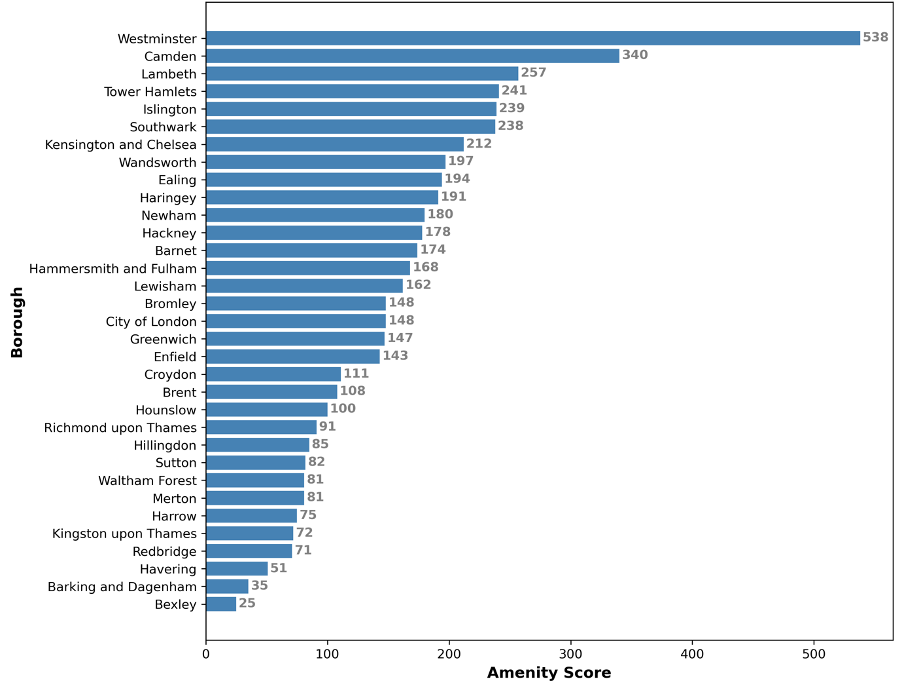 Westminster 538
Camden 340
Lambeth 257
Tower Hamlets 241
Islington 239
Southwark 238
Kensington and Chelsea 212
Wandsworth 197
Ealing 194
Haringey 191
Newham 180
Hackney 178
Barnet 174
Hammersmith and Fulham 168
Lewisham 162
Bromley 148
City of London 148
Greenwich 147
Enfield 143
Croydon 111
Brent 108
Hounslow 100
Richmond upon Thames 91
Hillingdon 85
Sutton 82
Waltham Forest 81
Merton 81
Harrow 75
Kingston upon Thames 72
Redbridge 71
Havering 51
Barking and Dagenham 35
Bexley 25
Borough
0 100 200 300 400 500
Amenity Score